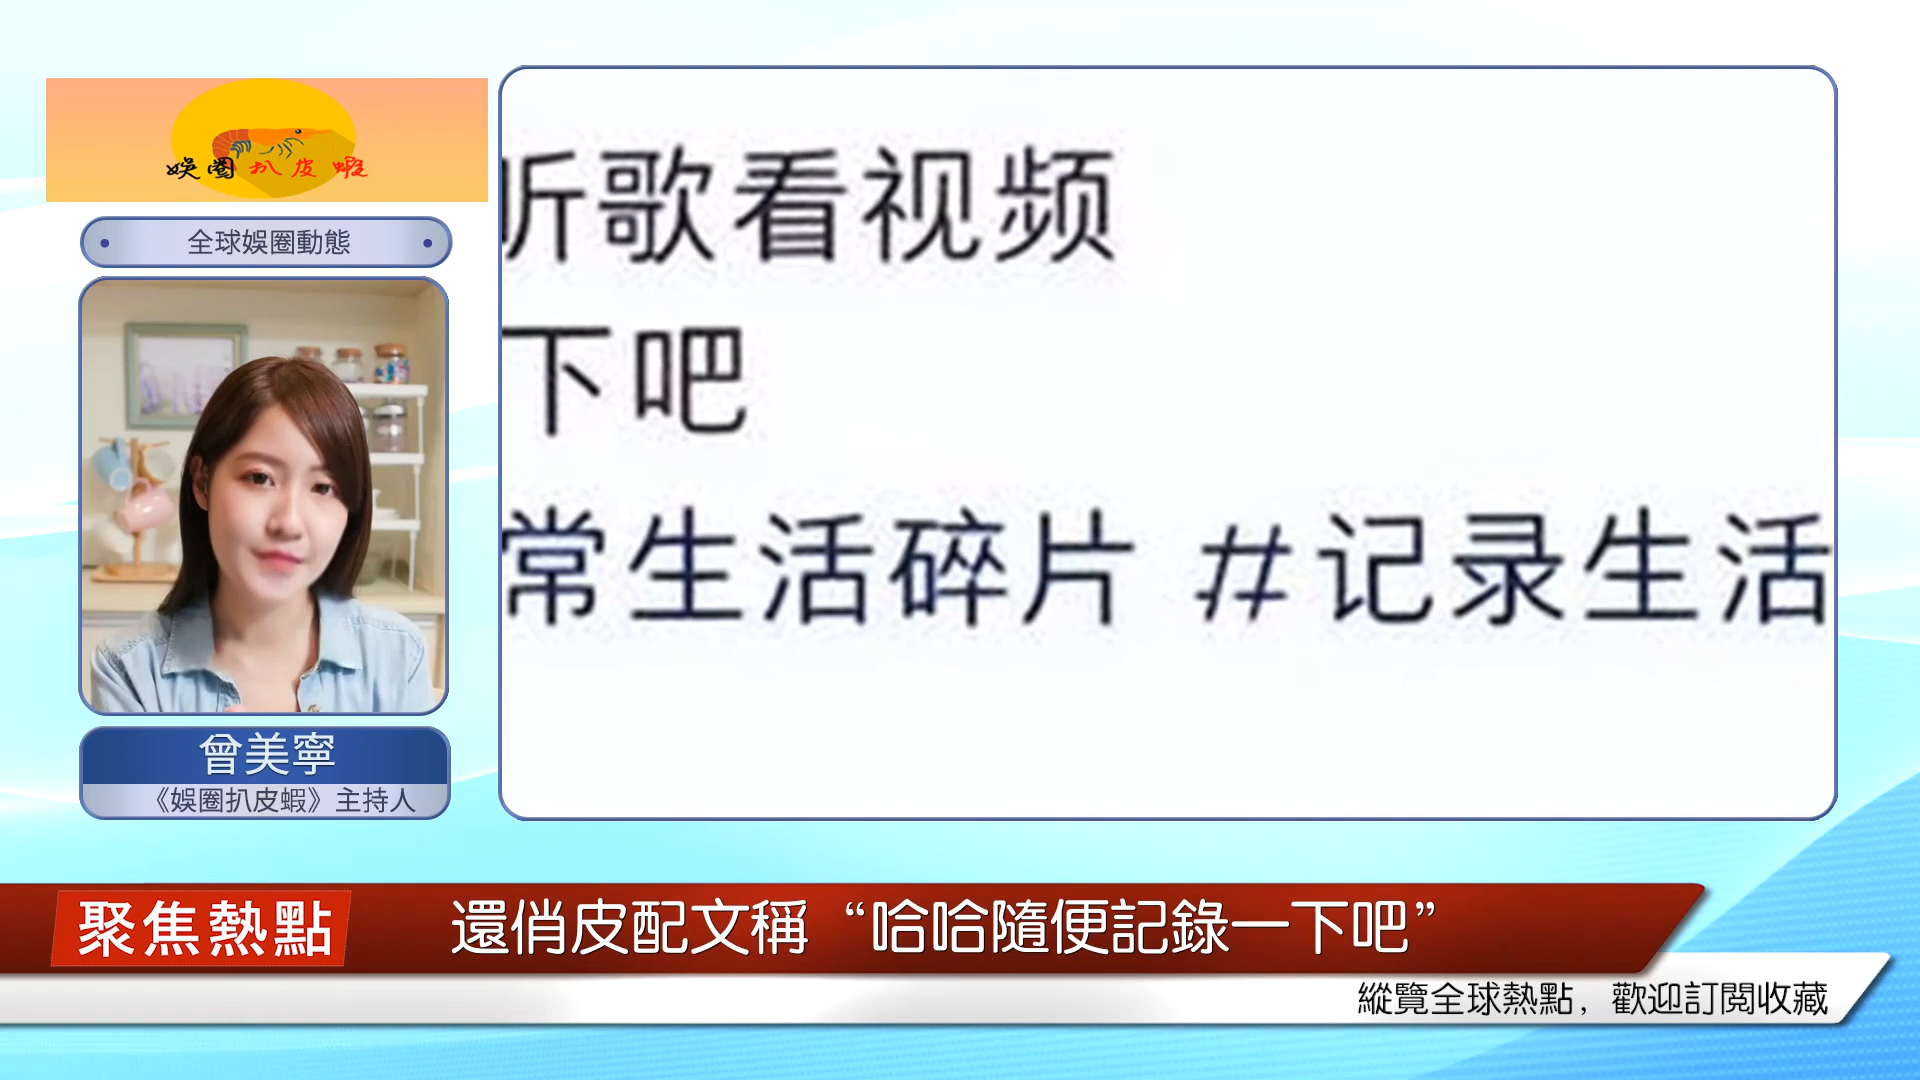 娛圈扒皮蝦
全球娛圈動態
曾美寧
《娛圈扒皮蝦》主持人
听歌看视频
下吧
常生活碎片 #记录生活
聚焦熱點
還俏皮配文稱“哈哈隨便記錄一下吧”
縱覽全球熱點，歡迎訂閱收藏